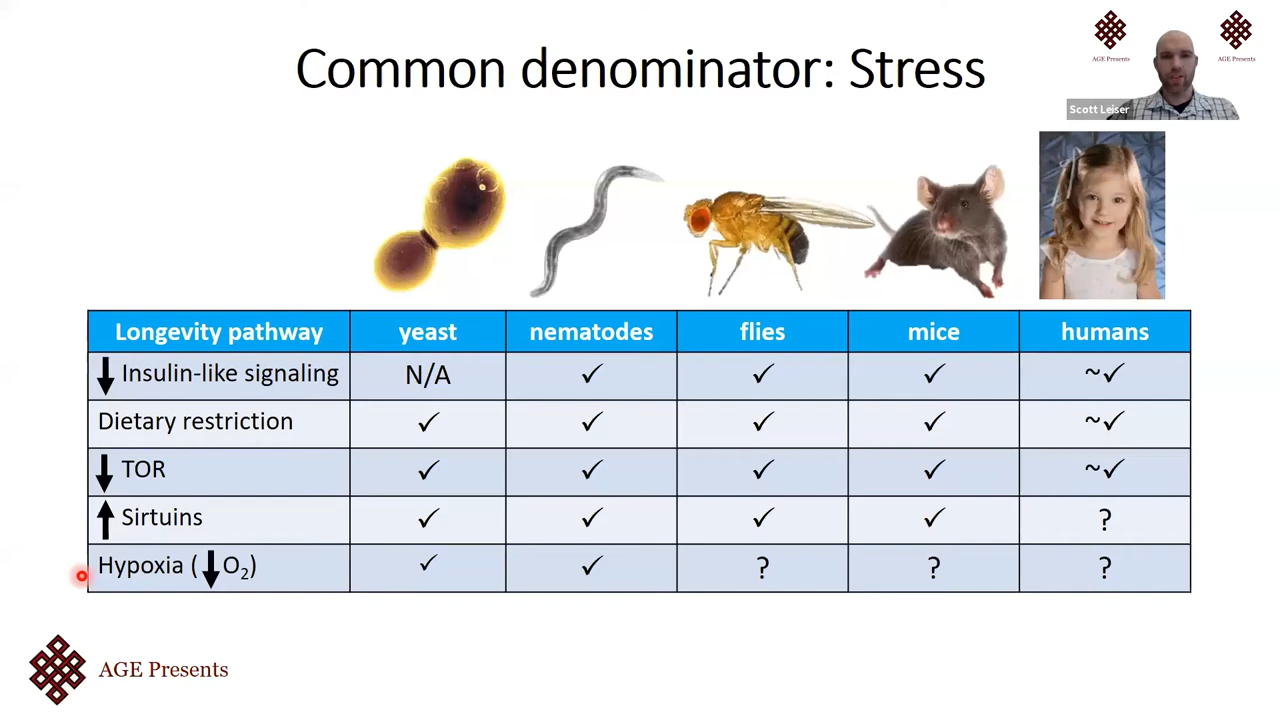 Common denominator: Stress
AGE Presents
AGE Presents
Scott Leiser
Longevity pathway yeast nematodes flies mice humans
↓ Insulin-like signaling N/A ✓ ✓ ✓ ~✓
Dietary restriction ✓ ✓ ✓ ✓ ~✓
↓ TOR ✓ ✓ ✓ ✓ ~✓
↑ Sirtuins ✓ ✓ ✓ ✓ ?
Hypoxia (↓O₂) ✓ ✓ ? ? ?
AGE Presents